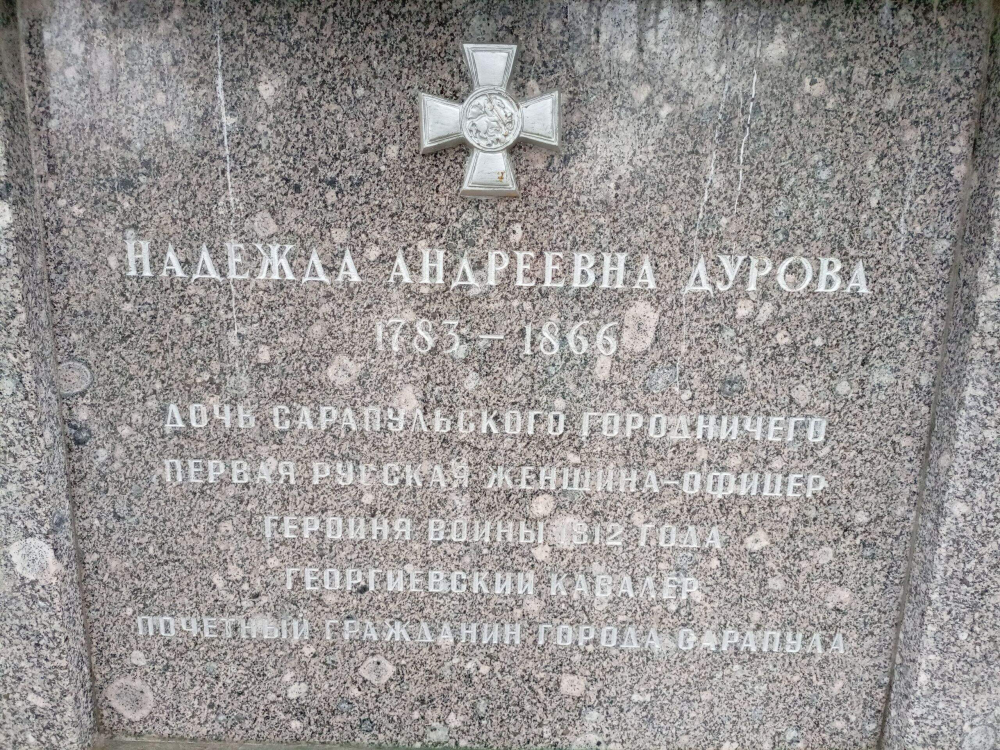 НАДЕЖДА АНДРЕЕВНА ДУРОВА
1783 – 1866
ДОЧЬ САРАПУЛЬСКОГО ГОРОДНИЧЕГО
ПЕРВАЯ РУССКАЯ ЖЕНЩИНА-ОФИЦЕР
ГЕРОИНЯ ВОЙНЫ 1812 ГОДА
ГЕОРГИЕВСКИЙ КАВАЛЕР
ПОЧЕТНЫЙ ГРАЖДАНИН ГОРОДА САРАПУЛА